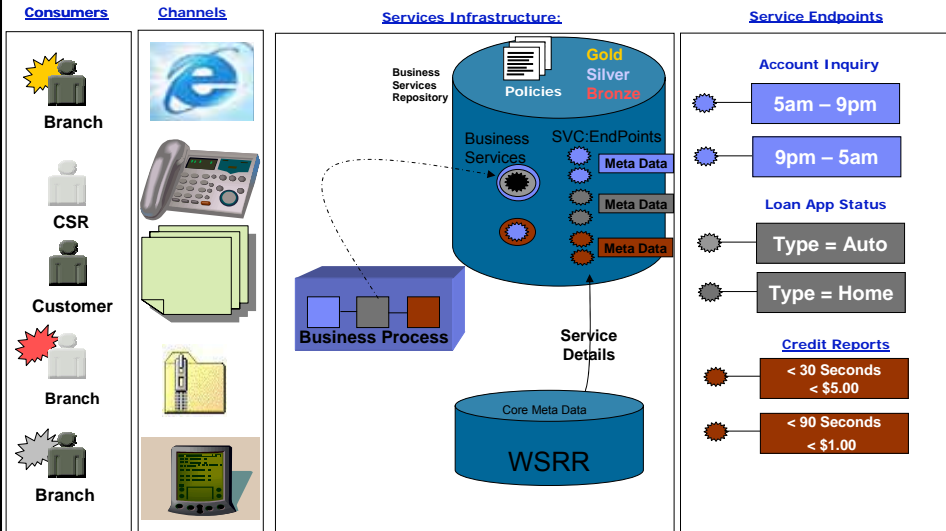 Consumers
Channels
Services Infrastructure:
Service Endpoints
Branch
CSR
Customer
Branch
Branch
Business
Services
Repository
Policies
Gold
Silver
Bronze
Business
Services
SVC:EndPoints
Meta Data
Meta Data
Meta Data
Business Process
Service
Details
Core Meta Data
WSRR
Account Inquiry
5am – 9pm
9pm – 5am
Loan App Status
Type = Auto
Type = Home
Credit Reports
< 30 Seconds
< $5.00
< 90 Seconds
< $1.00